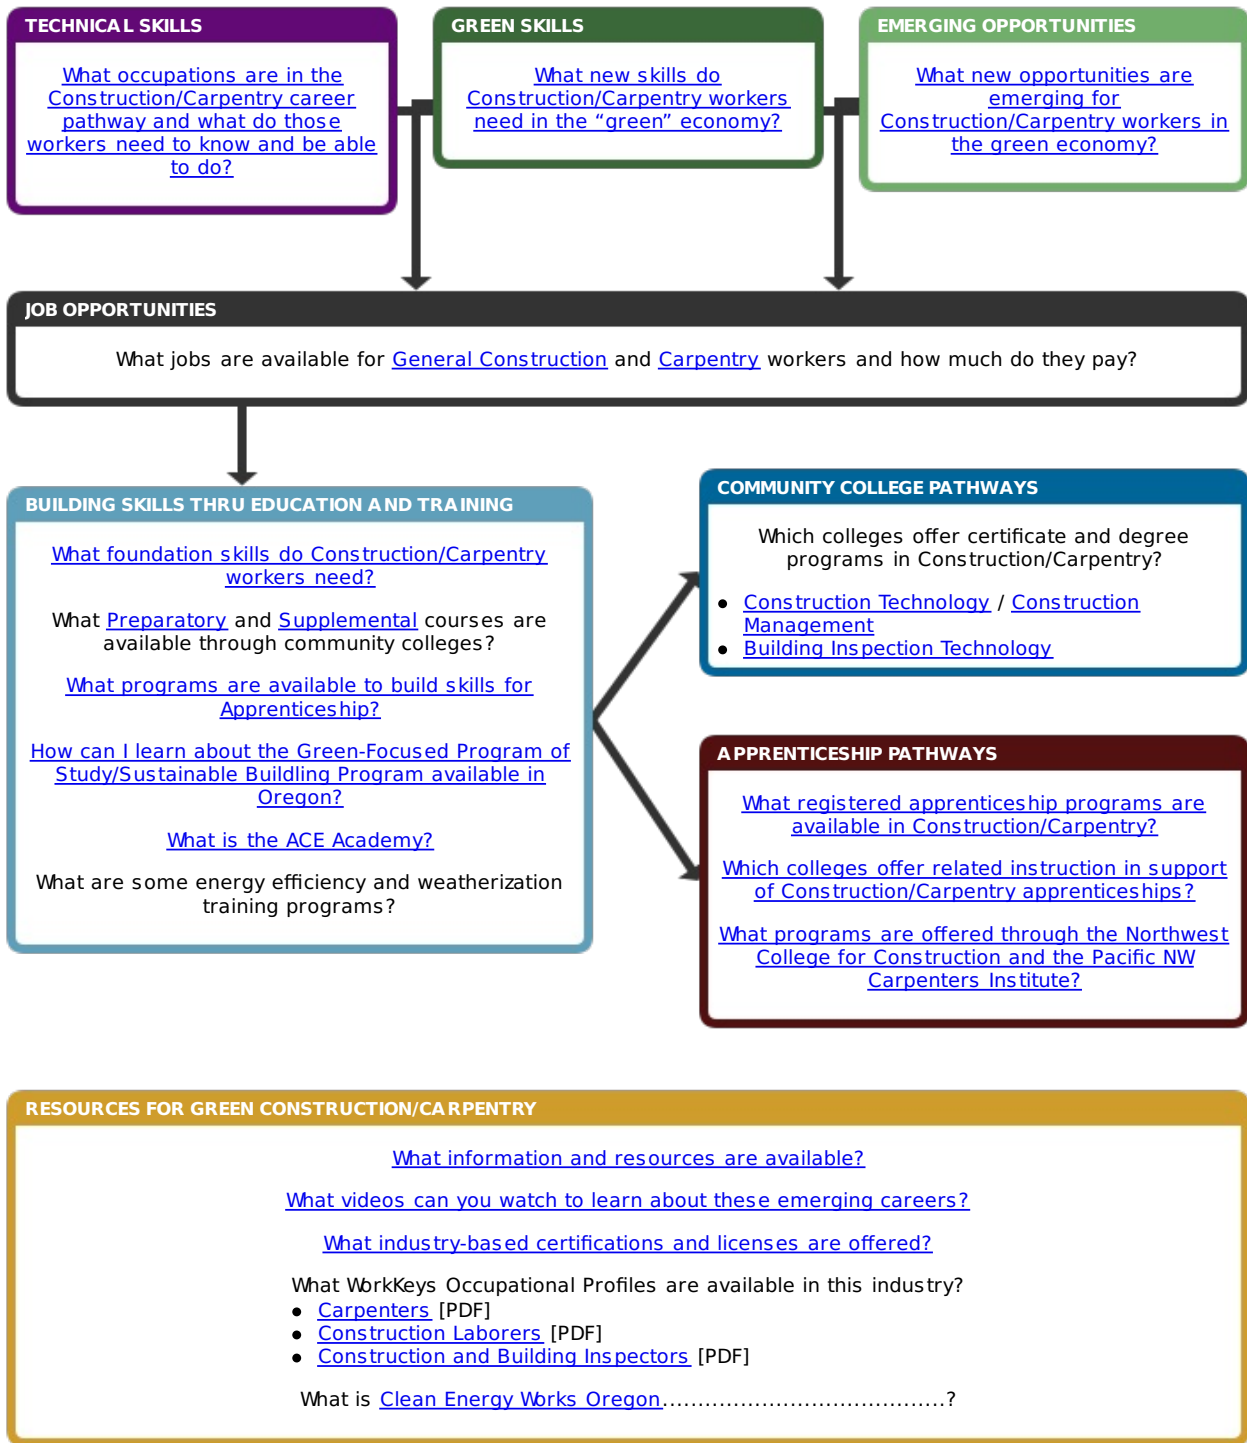 TECHNICAL SKILLS
What occupations are in the
Construction/Carpentry career
pathway and what do those
workers need to know and be able
to do?
GREEN SKILLS
What new skills do
Construction/Carpentry workers
need in the “green” economy?
EMERGING OPPORTUNITIES
What new opportunities are
emerging for
Construction/Carpentry workers in
the green economy?
JOB OPPORTUNITIES
What jobs are available for General Construction and Carpentry workers and how much do they pay?
BUILDING SKILLS THRU EDUCATION AND TRAINING
What foundation skills do Construction/Carpentry
workers need?
What Preparatory and Supplemental courses are
available through community colleges?
What programs are available to build skills for
Apprenticeship?
How can I learn about the Green-Focused Program of
Study/Sustainable Buildling Program available in
Oregon?
What is the ACE Academy?
What are some energy efficiency and weatherization
training programs?
COMMUNITY COLLEGE PATHWAYS
Which colleges offer certificate and degree
programs in Construction/Carpentry?
● Construction Technology / Construction
Management
● Building Inspection Technology
APPRENTICESHIP PATHWAYS
What registered apprenticeship programs are
available in Construction/Carpentry?
Which colleges offer related instruction in support
of Construction/Carpentry apprenticeships?
What programs are offered through the Northwest
College for Construction and the Pacific NW
Carpenters Institute?
RESOURCES FOR GREEN CONSTRUCTION/CARPENTRY
What information and resources are available?
What videos can you watch to learn about these emerging careers?
What industry-based certifications and licenses are offered?
What WorkKeys Occupational Profiles are available in this industry?
● Carpenters [PDF]
● Construction Laborers [PDF]
● Construction and Building Inspectors [PDF]
What is Clean Energy Works Oregon........................................?